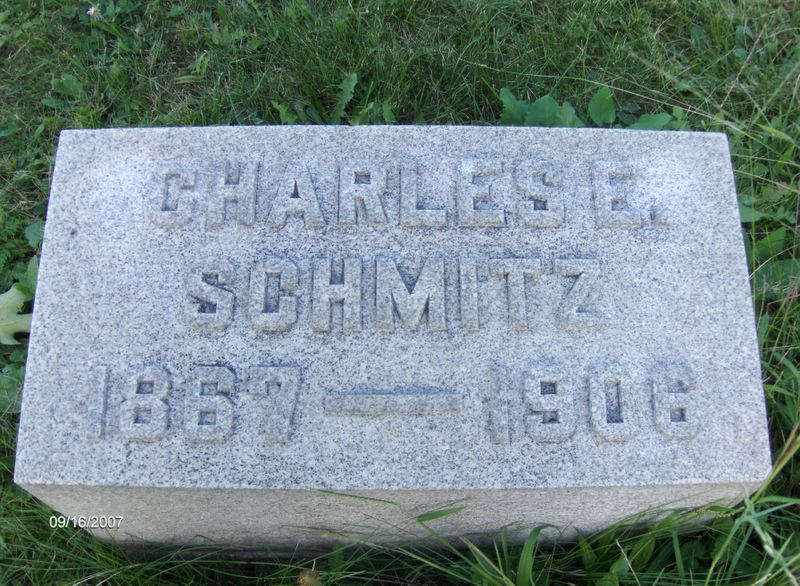 CHARLES E.
SCHMITZ
1867 — 1906
09/16/2007